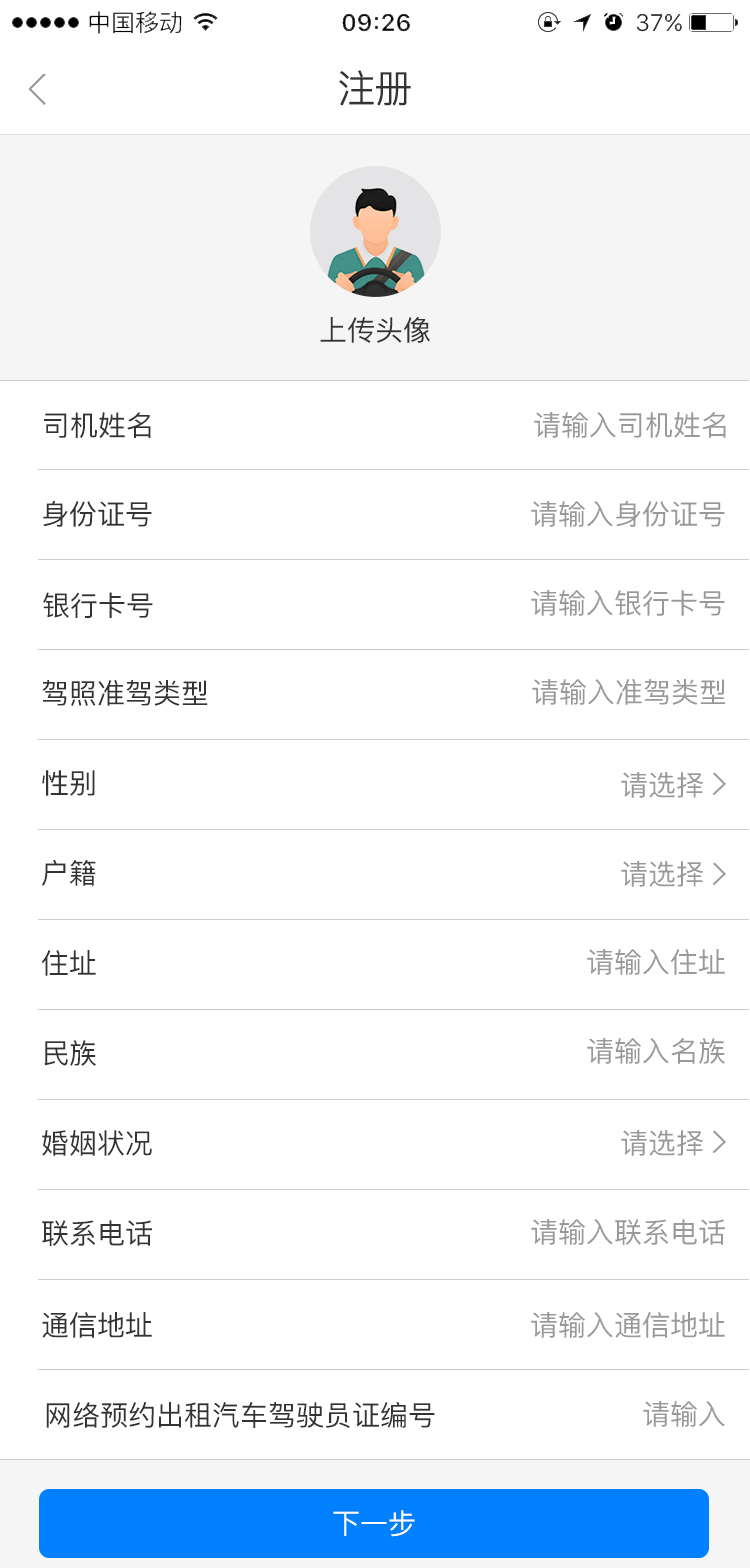 中国移动 09:26 37%
注册
上传头像
司机姓名 请输入司机姓名
身份证号 请输入身份证号
银行卡号 请输入银行卡号
驾照准驾类型 请输入准驾类型
性别 请选择
户籍 请选择
住址 请输入住址
民族 请输入名族
婚姻状况 请选择
联系电话 请输入联系电话
通信地址 请输入通信地址
网络预约出租汽车驾驶员证编号 请输入
下一步